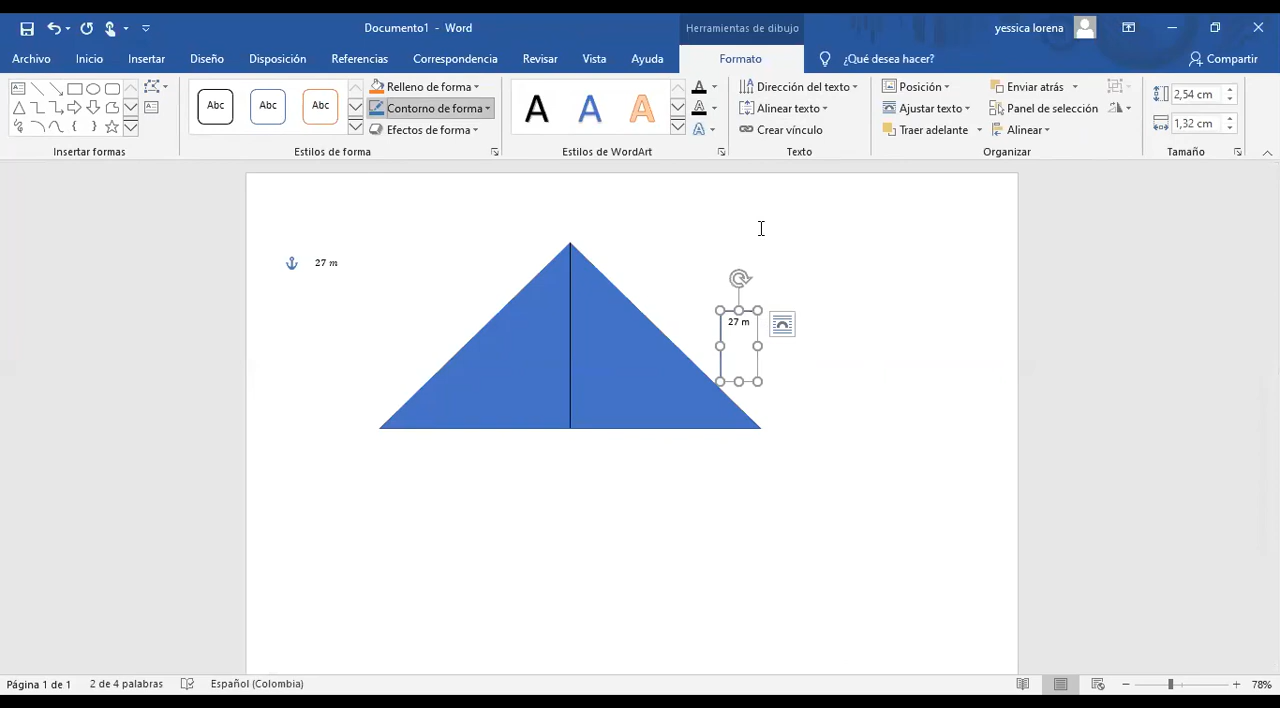 Documento1 - Word
Herramientas de dibujo
yessica lorena
Archivo Inicio Insertar Diseño Disposición Referencias Correspondencia Revisar Vista Ayuda Formato ¿Qué desea hacer? Compartir
Abc Abc Abc
Relleno de forma
Contorno de forma
Efectos de forma
A A A
Dirección del texto
Alinear texto
Crear vínculo
Posición
Ajustar texto
Traer adelante
Enviar atrás
Panel de selección
Alinear
2,54 cm
1,32 cm
Insertar formas Estilos de forma Estilos de WordArt Texto Organizar Tamaño
27 m
27 m
Página 1 de 1 2 de 4 palabras Español (Colombia) 78%